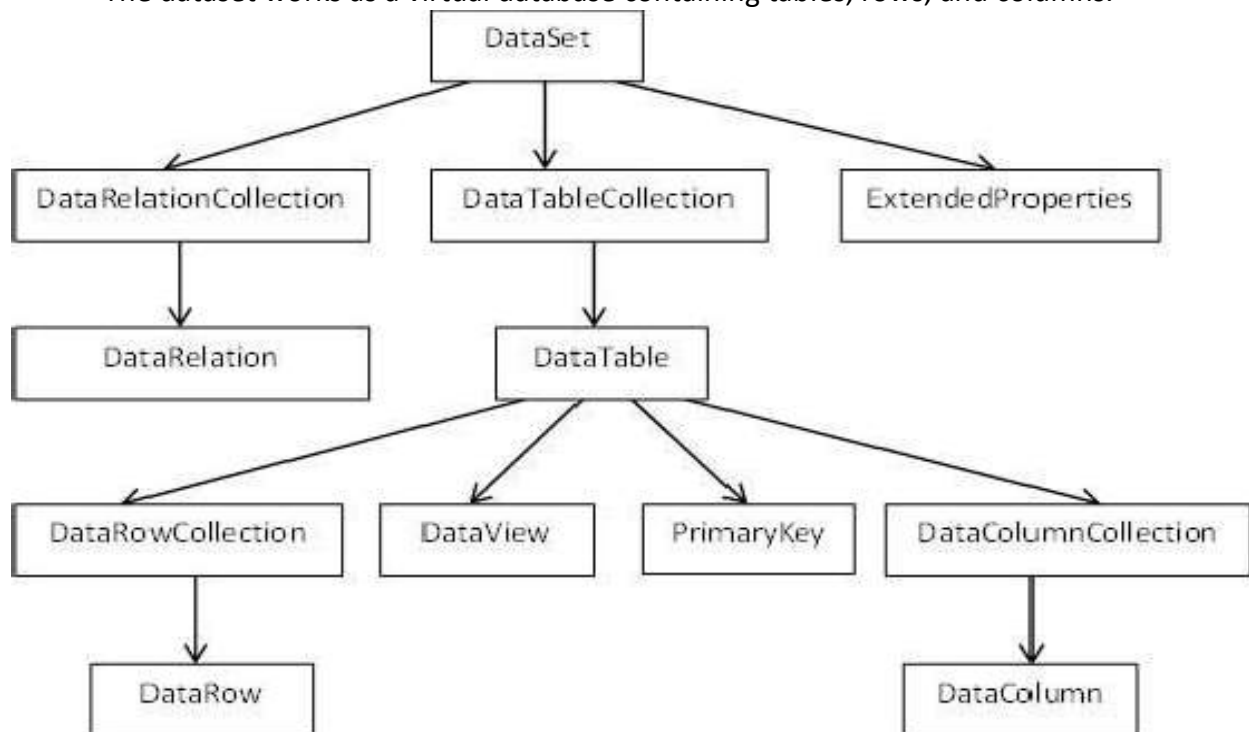 The dataset works as a virtual database containing tables, rows, and columns.
DataSet
DataRelationCollection DataTableCollection ExtendedProperties
DataRelation DataTable
DataRowCollection DataView PrimaryKey DataColumnCollection
DataRow DataColumn